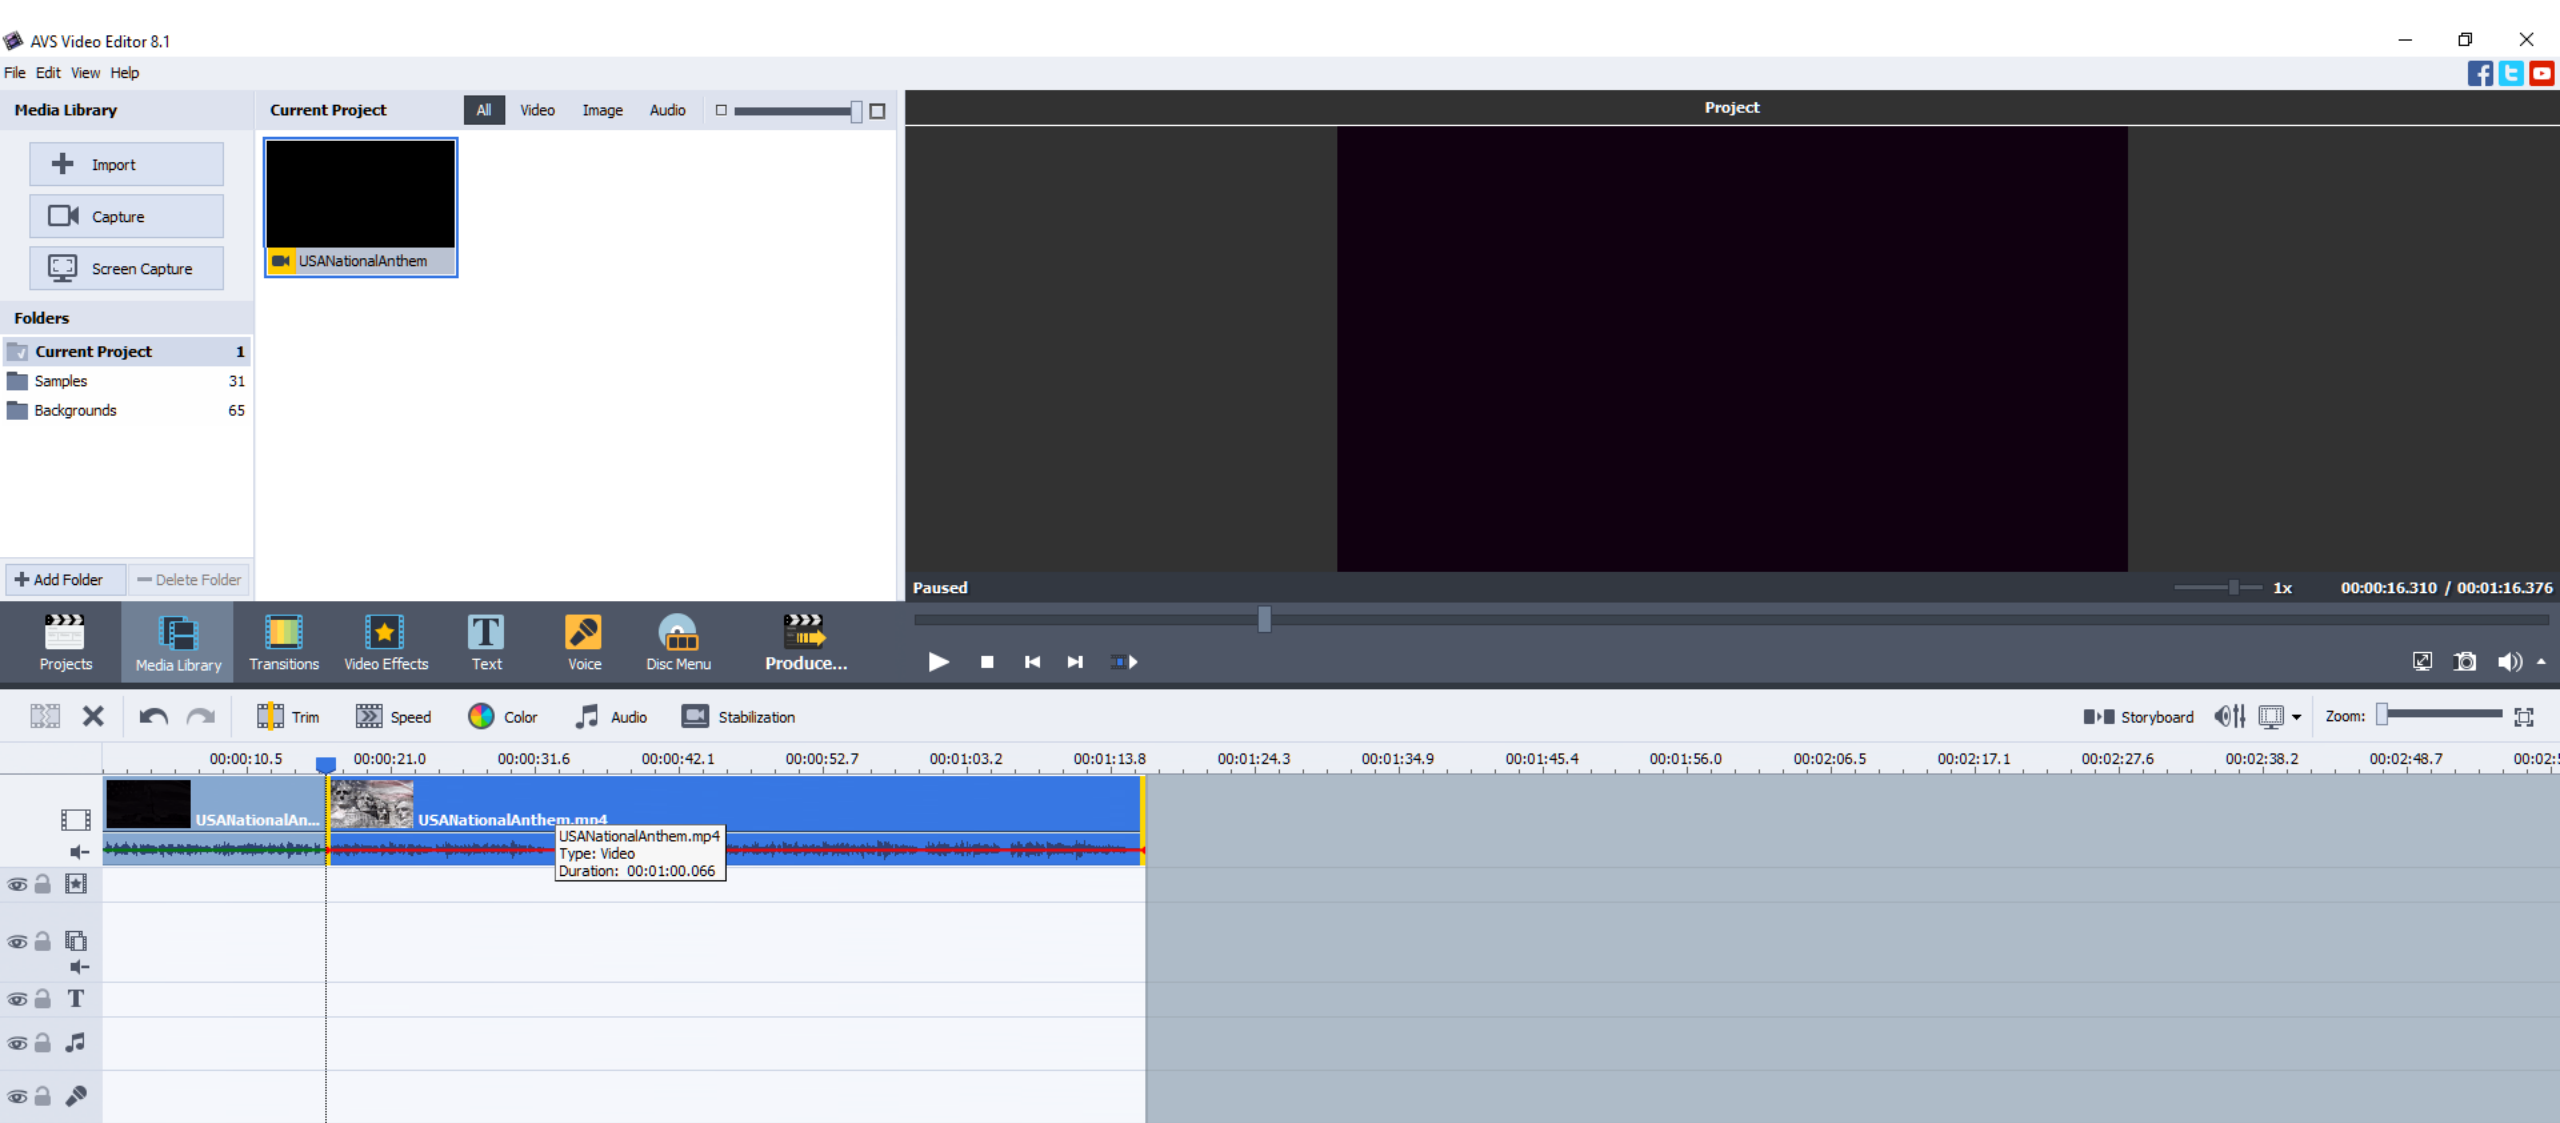 AVS Video Editor 8.1
File Edit View Help
Media Library
Current Project
All
Video
Image
Audio
Project
Import
Capture
Screen Capture
USANationalAnthem
Folders
Current Project 1
Samples 31
Backgrounds 65
Add Folder
Delete Folder
Paused
1x
00:00:16.310 / 00:01:16.376
Projects
Media Library
Transitions
Video Effects
Text
Voice
Disc Menu
Produce...
Trim
Speed
Color
Audio
Stabilization
Storyboard
Zoom:
00:00:10.5 00:00:21.0 00:00:31.6 00:00:42.1 00:00:52.7 00:01:03.2 00:01:13.8 00:01:24.3 00:01:34.9 00:01:45.4 00:01:56.0 00:02:06.5 00:02:17.1 00:02:27.6 00:02:38.2 00:02:48.7
USANationalAn...
USANationalAnthem.mp4
USANationalAnthem.mp4
Type: Video
Duration: 00:01:00.066